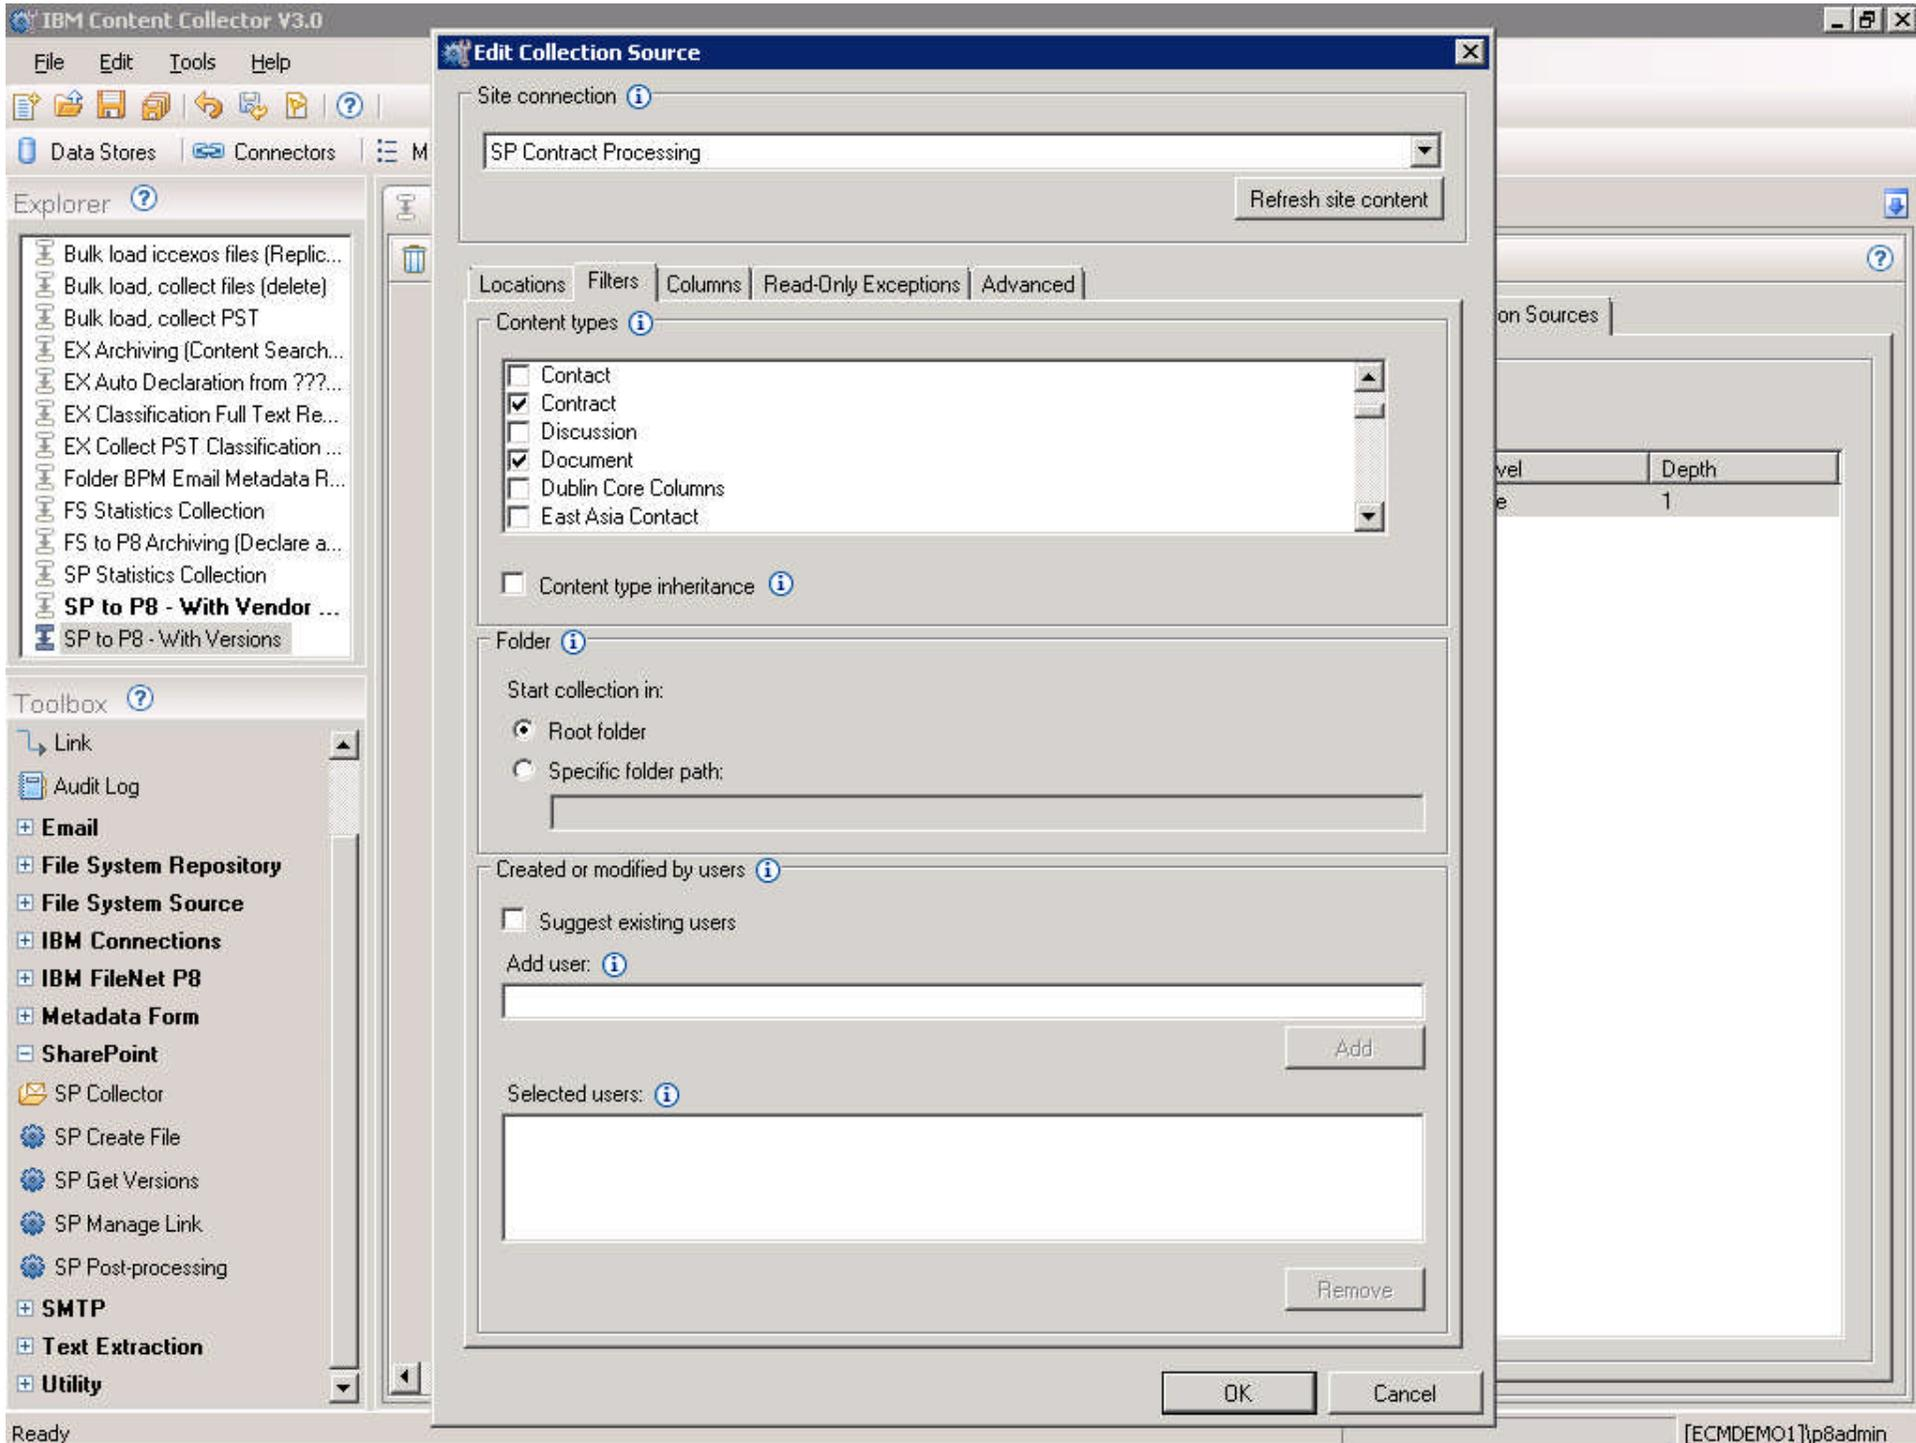 IBM Content Collector V3.0
File Edit Tools Help
Data Stores Connectors M
Explorer
Bulk load iccexos files (Replic...
Bulk load, collect files (delete)
Bulk load, collect PST
EX Archiving (Content Search...
EX Auto Declaration from ???...
EX Classification Full Text Re...
EX Collect PST Classification ...
Folder BPM Email Metadata R...
FS Statistics Collection
FS to P8 Archiving (Declare a...
SP Statistics Collection
SP to P8 - With Vendor ...
SP to P8 - With Versions
Toolbox
Link
Audit Log
Email
File System Repository
File System Source
IBM Connections
IBM FileNet P8
Metadata Form
SharePoint
SP Collector
SP Create File
SP Get Versions
SP Manage Link
SP Post-processing
SMTP
Text Extraction
Utility
Edit Collection Source
Site connection
SP Contract Processing
Refresh site content
Locations Filters Columns Read-Only Exceptions Advanced
Content types
Contact
Contract
Discussion
Document
Dublin Core Columns
East Asia Contact
Content type inheritance
Folder
Start collection in:
Root folder
Specific folder path:
Created or modified by users
Suggest existing users
Add user:
Add
Selected users:
Remove
OK Cancel
on Sources
vel Depth
e 1
Ready
[ECMDEMO1]\p8admin